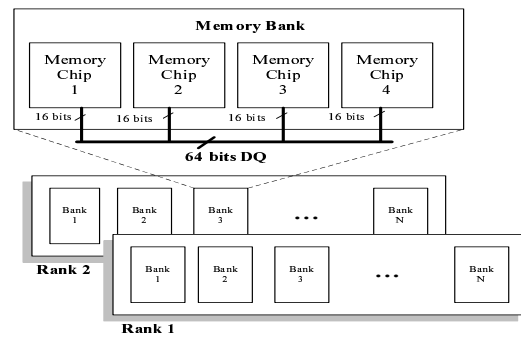 Memory Bank
Memory Chip 1
Memory Chip 2
Memory Chip 3
Memory Chip 4
16 bits
16 bits
16 bits
16 bits
64 bits DQ
Bank 1
Bank 2
Bank 3
...
Bank N
Rank 2
Bank 1
Bank 2
Bank 3
...
Bank N
Rank 1